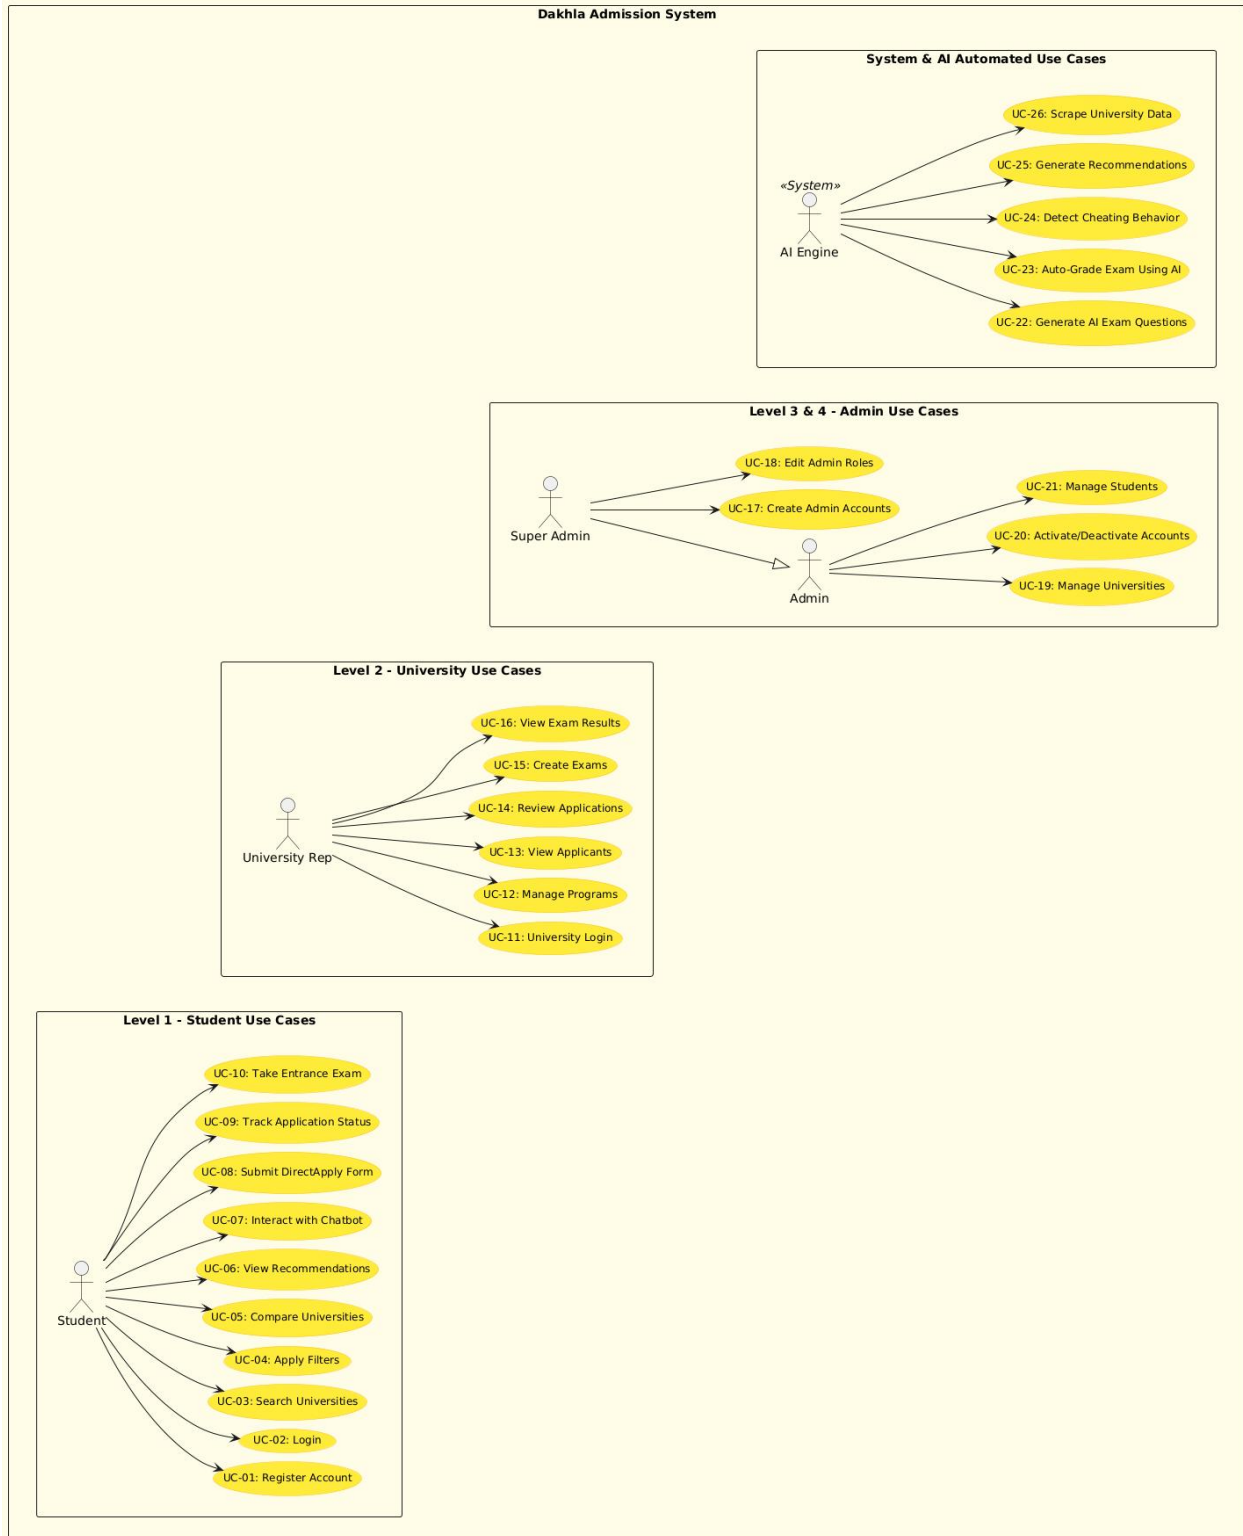 Dakhla Admission System
System & AI Automated Use Cases
UC-26: Scrape University Data
UC-25: Generate Recommendations
«System»
UC-24: Detect Cheating Behavior
AI Engine
UC-23: Auto-Grade Exam Using AI
UC-22: Generate AI Exam Questions
Level 3 & 4 - Admin Use Cases
UC-18: Edit Admin Roles
UC-21: Manage Students
UC-17: Create Admin Accounts
Super Admin
UC-20: Activate/Deactivate Accounts
UC-19: Manage Universities
Admin
Level 2 - University Use Cases
UC-16: View Exam Results
UC-15: Create Exams
UC-14: Review Applications
University Rep
UC-13: View Applicants
UC-12: Manage Programs
UC-11: University Login
Level 1 - Student Use Cases
UC-10: Take Entrance Exam
UC-09: Track Application Status
UC-08: Submit DirectApply Form
UC-07: Interact with Chatbot
UC-06: View Recommendations
Student
UC-05: Compare Universities
UC-04: Apply Filters
UC-03: Search Universities
UC-02: Login
UC-01: Register Account